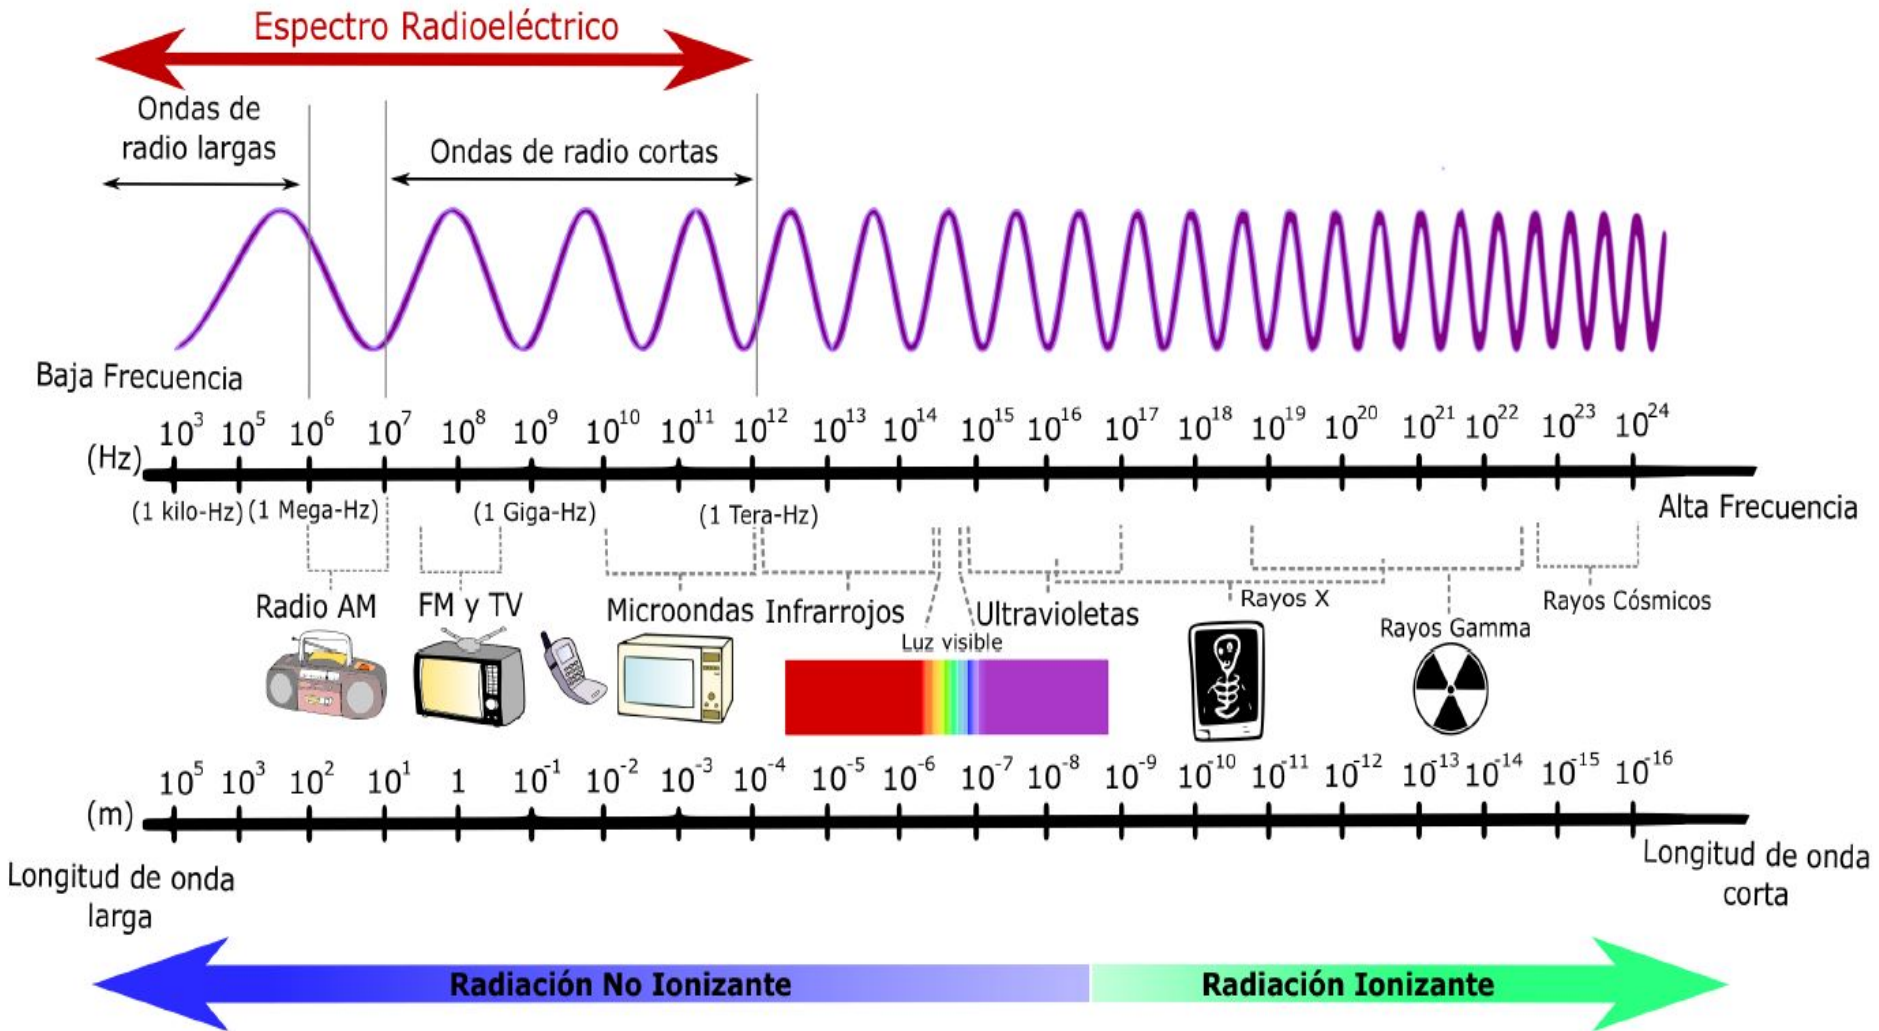 Espectro Radioeléctrico
Ondas de
radio largas
Ondas de radio cortas
Baja Frecuencia
10³ 10⁵ 10⁶ 10⁷ 10⁸ 10⁹ 10¹⁰ 10¹¹ 10¹² 10¹³ 10¹⁴ 10¹⁵ 10¹⁶ 10¹⁷ 10¹⁸ 10¹⁹ 10²⁰ 10²¹ 10²² 10²³ 10²⁴
(Hz)
(1 kilo-Hz) (1 Mega-Hz) (1 Giga-Hz) (1 Tera-Hz)
Alta Frecuencia
Radio AM
FM y TV
Microondas
Infrarrojos
Luz visible
Ultravioletas
Rayos X
Rayos Gamma
Rayos Cósmicos
10⁵ 10³ 10² 10¹ 1 10⁻¹ 10⁻² 10⁻³ 10⁻⁴ 10⁻⁵ 10⁻⁶ 10⁻⁷ 10⁻⁸ 10⁻⁹ 10⁻¹⁰ 10⁻¹¹ 10⁻¹² 10⁻¹³ 10⁻¹⁴ 10⁻¹⁵ 10⁻¹⁶
(m)
Longitud de onda
larga
Longitud de onda
corta
Radiación No Ionizante
Radiación Ionizante